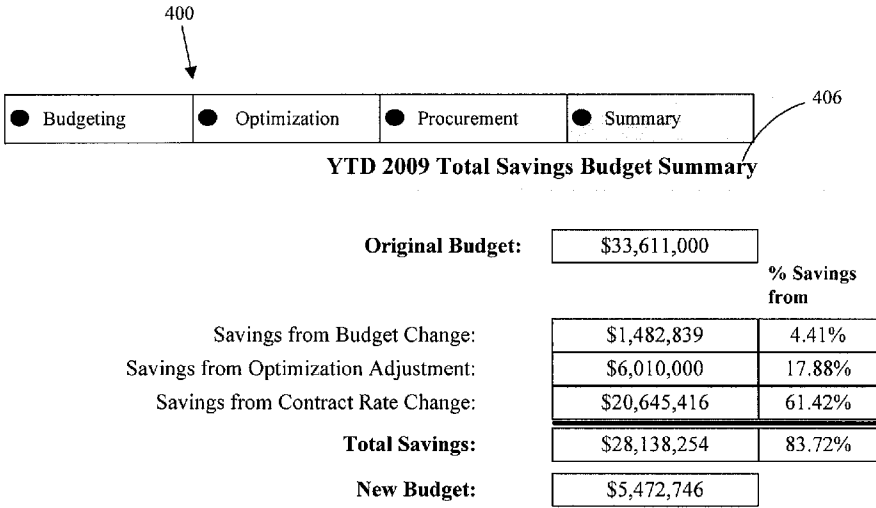 400
406
● Budgeting ● Optimization ● Procurement ● Summary
YTD 2009 Total Savings Budget Summary
Original Budget: $33,611,000
% Savings
from
Savings from Budget Change: $1,482,839 4.41%
Savings from Optimization Adjustment: $6,010,000 17.88%
Savings from Contract Rate Change: $20,645,416 61.42%
Total Savings: $28,138,254 83.72%
New Budget: $5,472,746